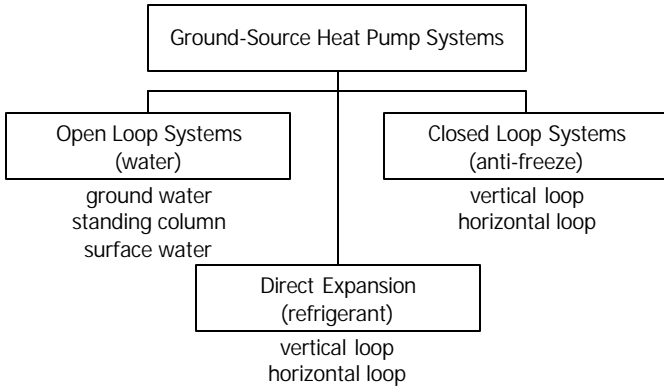 Ground-Source Heat Pump Systems
Open Loop Systems
(water)
ground water
standing column
surface water
Closed Loop Systems
(anti-freeze)
vertical loop
horizontal loop
Direct Expansion
(refrigerant)
vertical loop
horizontal loop